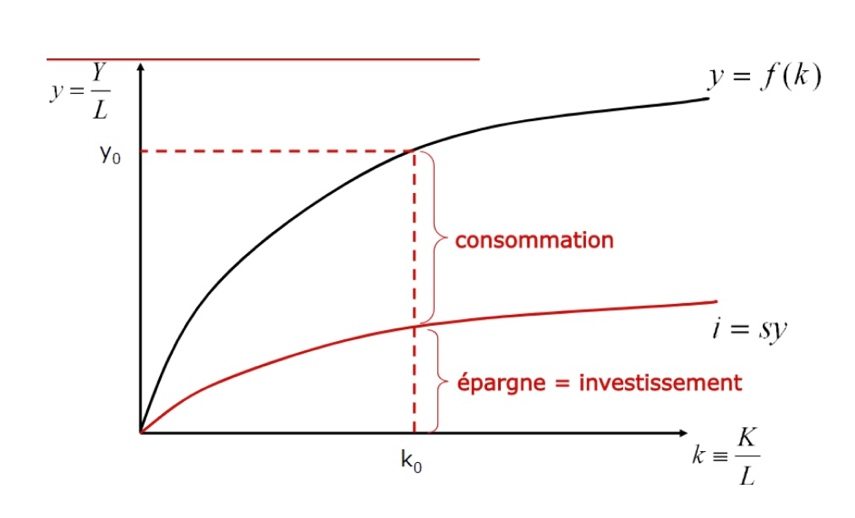 y = Y/L
y = f(k)
y₀
consommation
i = sy
épargne = investissement
k₀
k ≡ K/L